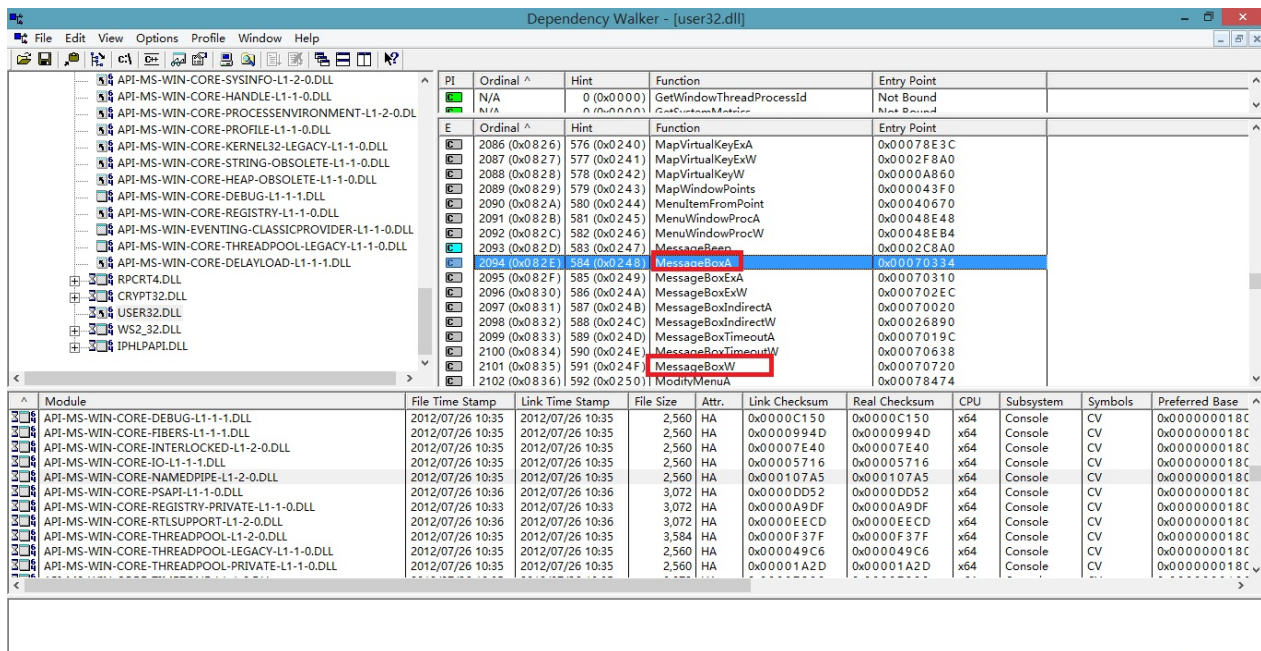 Dependency Walker - [user32.dll]
File Edit View Options Profile Window Help
c:\ C++
API-MS-WIN-CORE-SYSINFO-L1-2-0.DLL
API-MS-WIN-CORE-HANDLE-L1-1-0.DLL
API-MS-WIN-CORE-PROCESSENVIRONMENT-L1-2-0.DL
API-MS-WIN-CORE-PROFILE-L1-1-0.DLL
API-MS-WIN-CORE-KERNEL32-LEGACY-L1-1-0.DLL
API-MS-WIN-CORE-STRING-OBSOLETE-L1-1-0.DLL
API-MS-WIN-CORE-HEAP-OBSOLETE-L1-1-0.DLL
API-MS-WIN-CORE-DEBUG-L1-1-1.DLL
API-MS-WIN-CORE-REGISTRY-L1-1-0.DLL
API-MS-WIN-EVENTING-CLASSICPROVIDER-L1-1-0.DLL
API-MS-WIN-CORE-THREADPOOL-LEGACY-L1-1-0.DLL
API-MS-WIN-CORE-DELAYLOAD-L1-1-1.DLL
RPCRT4.DLL
CRYPT32.DLL
USER32.DLL
WS2_32.DLL
IPHLPAPI.DLL
PI Ordinal ^ Hint Function Entry Point
C N/A 0 (0x0000) GetWindowThreadProcessId Not Bound
N/A 0 (0x0000) GetSystemMetrics Not Bound
E Ordinal ^ Hint Function Entry Point
C 2086 (0x0826) 576 (0x0240) MapVirtualKeyExA 0x00078E3C
C 2087 (0x0827) 577 (0x0241) MapVirtualKeyExW 0x0002F8A0
C 2088 (0x0828) 578 (0x0242) MapVirtualKeyW 0x0000A860
C 2089 (0x0829) 579 (0x0243) MapWindowPoints 0x000043F0
C 2090 (0x082A) 580 (0x0244) MenuItemFromPoint 0x00040670
C 2091 (0x082B) 581 (0x0245) MenuWindowProcA 0x00048E48
C 2092 (0x082C) 582 (0x0246) MenuWindowProcW 0x00048EB4
C 2093 (0x082D) 583 (0x0247) MessageBeep 0x0002C8A0
C 2094 (0x082E) 584 (0x0248) MessageBoxA 0x00070334
C 2095 (0x082F) 585 (0x0249) MessageBoxExA 0x00070310
C 2096 (0x0830) 586 (0x024A) MessageBoxExW 0x000702EC
C 2097 (0x0831) 587 (0x024B) MessageBoxIndirectA 0x00070020
C 2098 (0x0832) 588 (0x024C) MessageBoxIndirectW 0x00026890
C 2099 (0x0833) 589 (0x024D) MessageBoxTimeoutA 0x0007019C
C 2100 (0x0834) 590 (0x024E) MessageBoxTimeoutW 0x00070638
C 2101 (0x0835) 591 (0x024F) MessageBoxW 0x00070720
C 2102 (0x0836) 592 (0x0250) ModifyMenuA 0x00078474
^ Module File Time Stamp Link Time Stamp File Size Attr. Link Checksum Real Checksum CPU Subsystem Symbols Preferred Base
API-MS-WIN-CORE-DEBUG-L1-1-1.DLL 2012/07/26 10:35 2012/07/26 10:35 2,560 HA 0x0000C150 0x0000C150 x64 Console CV 0x000000018
API-MS-WIN-CORE-FIBERS-L1-1-1.DLL 2012/07/26 10:35 2012/07/26 10:35 2,560 HA 0x0000994D 0x0000994D x64 Console CV 0x000000018
API-MS-WIN-CORE-INTERLOCKED-L1-2-0.DLL 2012/07/26 10:35 2012/07/26 10:35 2,560 HA 0x00007E40 0x00007E40 x64 Console CV 0x000000018
API-MS-WIN-CORE-IO-L1-1-1.DLL 2012/07/26 10:35 2012/07/26 10:35 2,560 HA 0x00005716 0x00005716 x64 Console CV 0x000000018
API-MS-WIN-CORE-NAMEDPIPE-L1-2-0.DLL 2012/07/26 10:35 2012/07/26 10:35 2,560 HA 0x000107A5 0x000107A5 x64 Console CV 0x000000018
API-MS-WIN-CORE-PSAPI-L1-1-0.DLL 2012/07/26 10:36 2012/07/26 10:36 3,072 HA 0x0000DD52 0x0000DD52 x64 Console CV 0x000000018
API-MS-WIN-CORE-REGISTRY-PRIVATE-L1-1-0.DLL 2012/07/26 10:33 2012/07/26 10:33 3,072 HA 0x0000A9DF 0x0000A9DF x64 Console CV 0x000000018
API-MS-WIN-CORE-RTLSUPPORT-L1-2-0.DLL 2012/07/26 10:36 2012/07/26 10:36 3,072 HA 0x0000EECD 0x0000EECD x64 Console CV 0x000000018
API-MS-WIN-CORE-THREADPOOL-L1-2-0.DLL 2012/07/26 10:35 2012/07/26 10:35 3,584 HA 0x0000F37F 0x0000F37F x64 Console CV 0x000000018
API-MS-WIN-CORE-THREADPOOL-LEGACY-L1-1-0.DLL 2012/07/26 10:35 2012/07/26 10:35 2,560 HA 0x000049C6 0x000049C6 x64 Console CV 0x000000018
API-MS-WIN-CORE-THREADPOOL-PRIVATE-L1-1-0.DLL 2012/07/26 10:35 2012/07/26 10:35 2,560 HA 0x00001A2D 0x00001A2D x64 Console CV 0x000000018